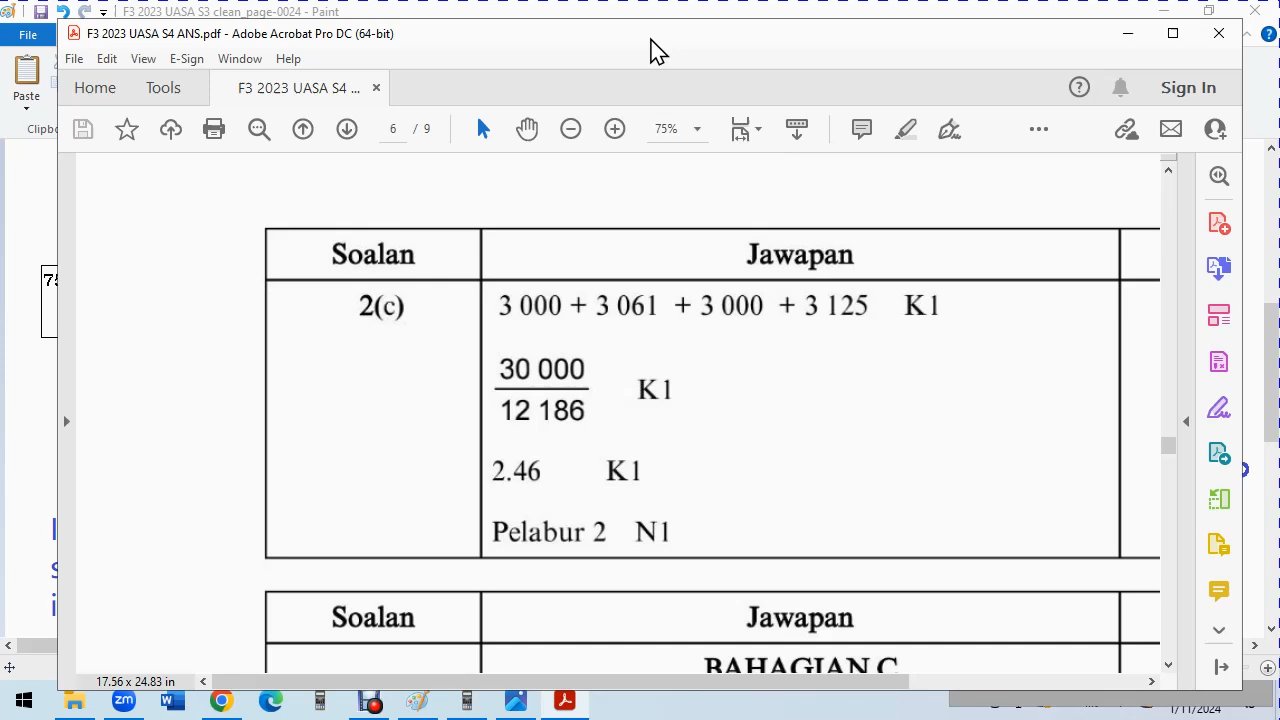 F3 2023 UASA S3 clean_page-0024 - Paint
File
F3 2023 UASA S4 ANS.pdf - Adobe Acrobat Pro DC (64-bit)
File Edit View E-Sign Window Help
Paste
Home Tools F3 2023 UASA S4 ... × Sign In
Clipbo
6 / 9 75%
75
Soalan Jawapan
2(c) 3 000 + 3 061 + 3 000 + 3 125 K1
30 000
12 186 K1
2.46 K1
Pelabur 2 N1
Soalan Jawapan
BAHAGIAN C
17.56 x 24.83 in
zm
1/11/2024